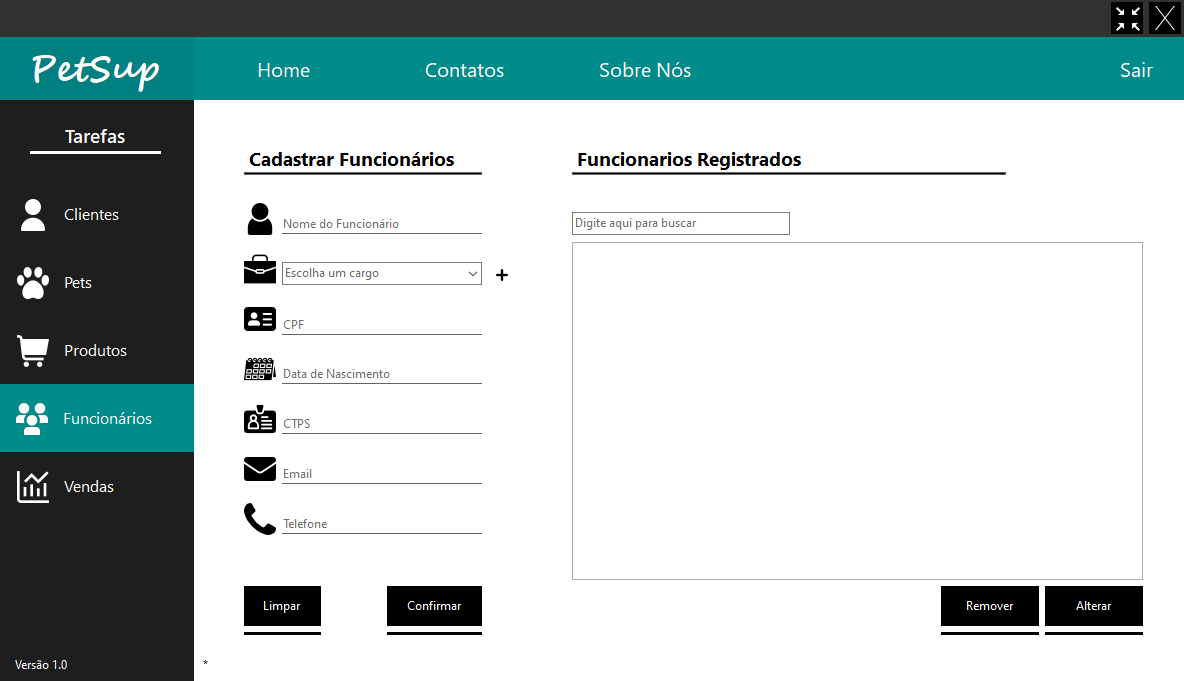 PetSup
Home
Contatos
Sobre Nós
Sair
Tarefas
Clientes
Pets
Produtos
Funcionários
Vendas
Versão 1.0
Cadastrar Funcionários
Nome do Funcionário
Escolha um cargo
CPF
Data de Nascimento
CTPS
Email
Telefone
Limpar
Confirmar
Funcionarios Registrados
Digite aqui para buscar
Remover
Alterar
*